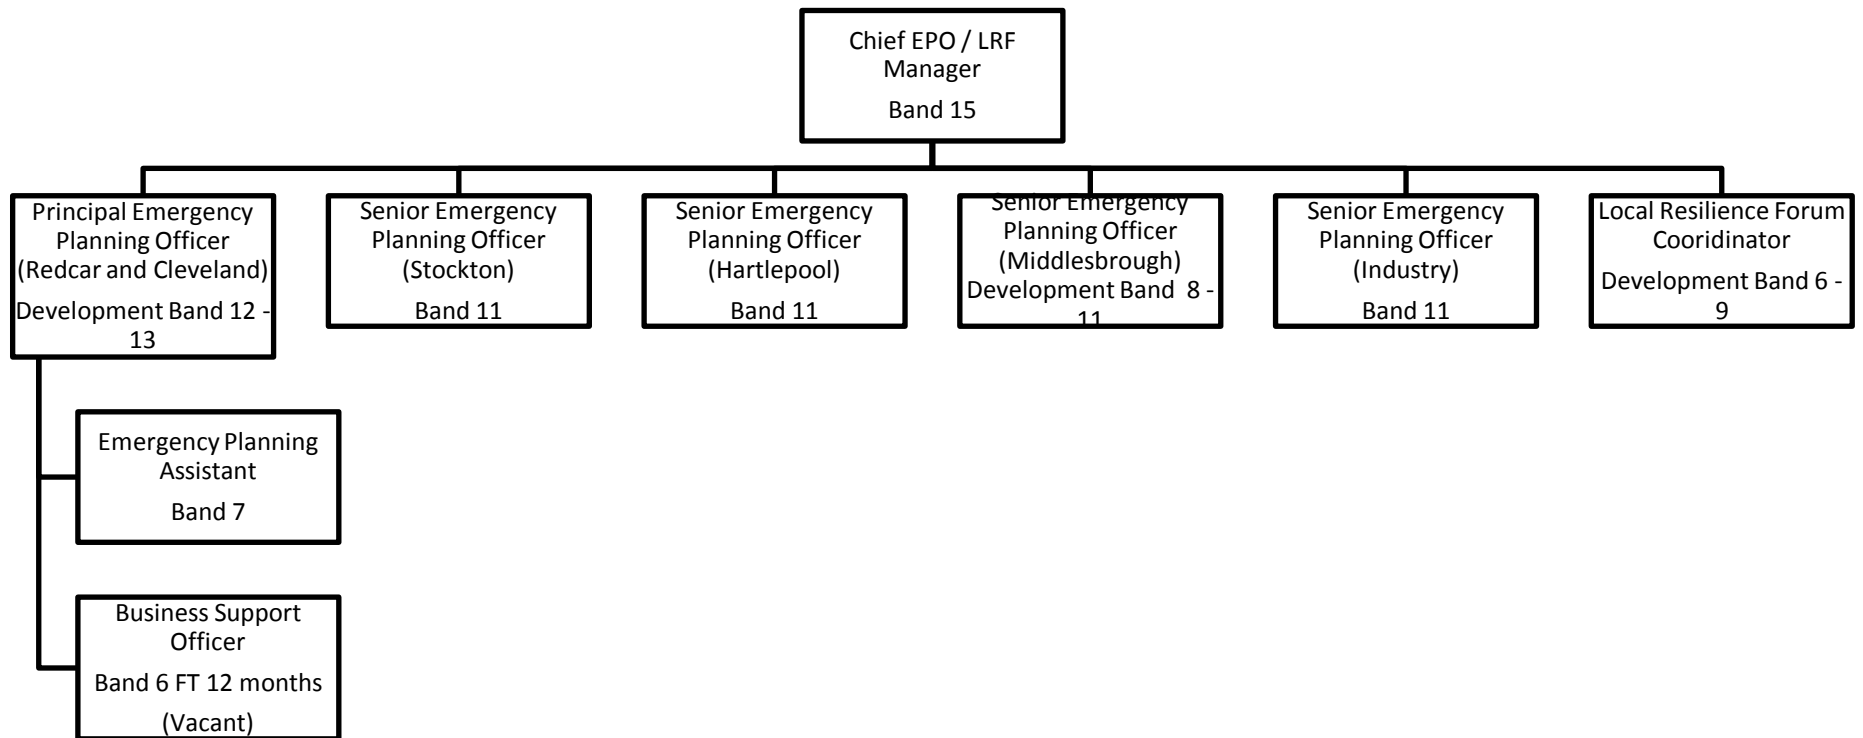 Chief EPO / LRF
Manager
Band 15
Principal Emergency
Planning Officer
(Redcar and Cleveland)
Development Band 12 -
13
Senior Emergency
Planning Officer
(Stockton)
Band 11
Senior Emergency
Planning Officer
(Hartlepool)
Band 11
Senior Emergency
Planning Officer
(Middlesbrough)
Development Band 8 -
11
Senior Emergency
Planning Officer
(Industry)
Band 11
Local Resilience Forum
Cooridinator
Development Band 6 -
9
Emergency Planning
Assistant
Band 7
Business Support
Officer
Band 6 FT 12 months
(Vacant)